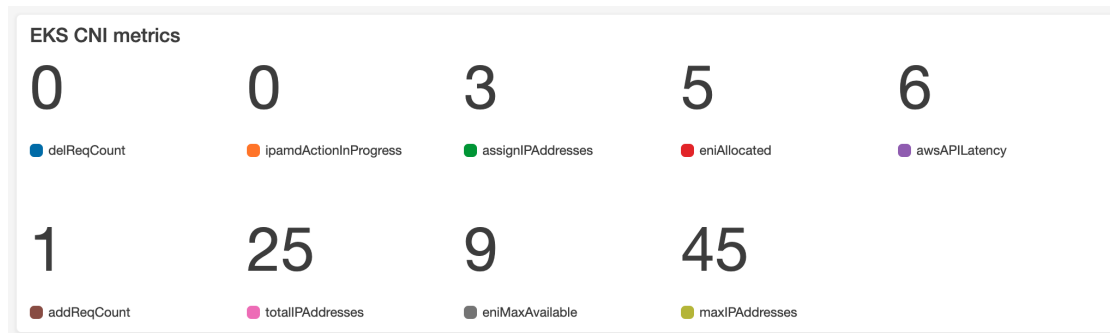 EKS CNI metrics
0 0 3 5 6
delReqCount ipamdActionInProgress assignIPAddresses eniAllocated awsAPILatency
1 25 9 45
addReqCount totalIPAddresses eniMaxAvailable maxIPAddresses